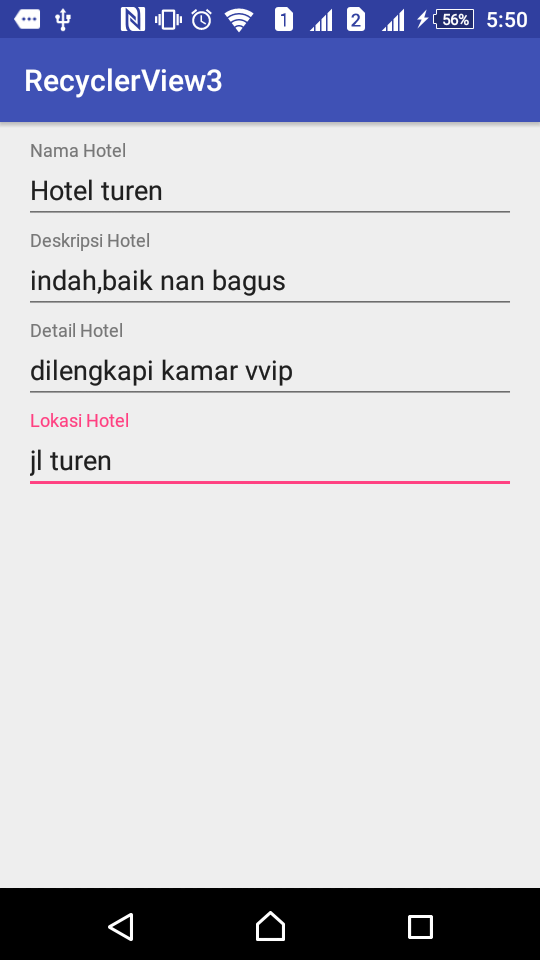 1 2 56% 5:50
RecyclerView3
Nama Hotel
Hotel turen
Deskripsi Hotel
indah,baik nan bagus
Detail Hotel
dilengkapi kamar vvip
Lokasi Hotel
jl turen